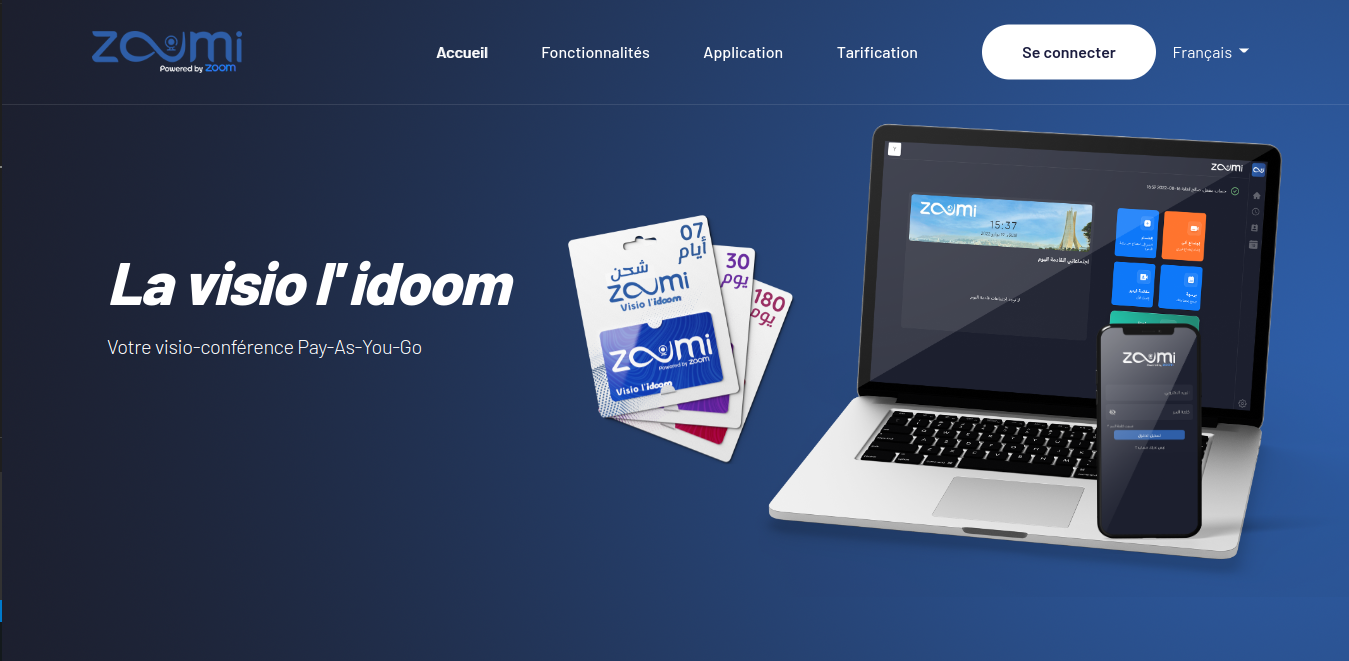 zoomi
Powered by zoom
Accueil
Fonctionnalités
Application
Tarification
Se connecter
Français
La visio l'idoom
Votre visio-conférence Pay-As-You-Go
07
أيام
شحن
zoomi
Visio l'idoom
zoomi
Powered by zoom
Visio l'idoom
30
يوم
180
يوم
zoomi
zoomi
15:37
اجتماعاتي القادمة اليوم
zoomi